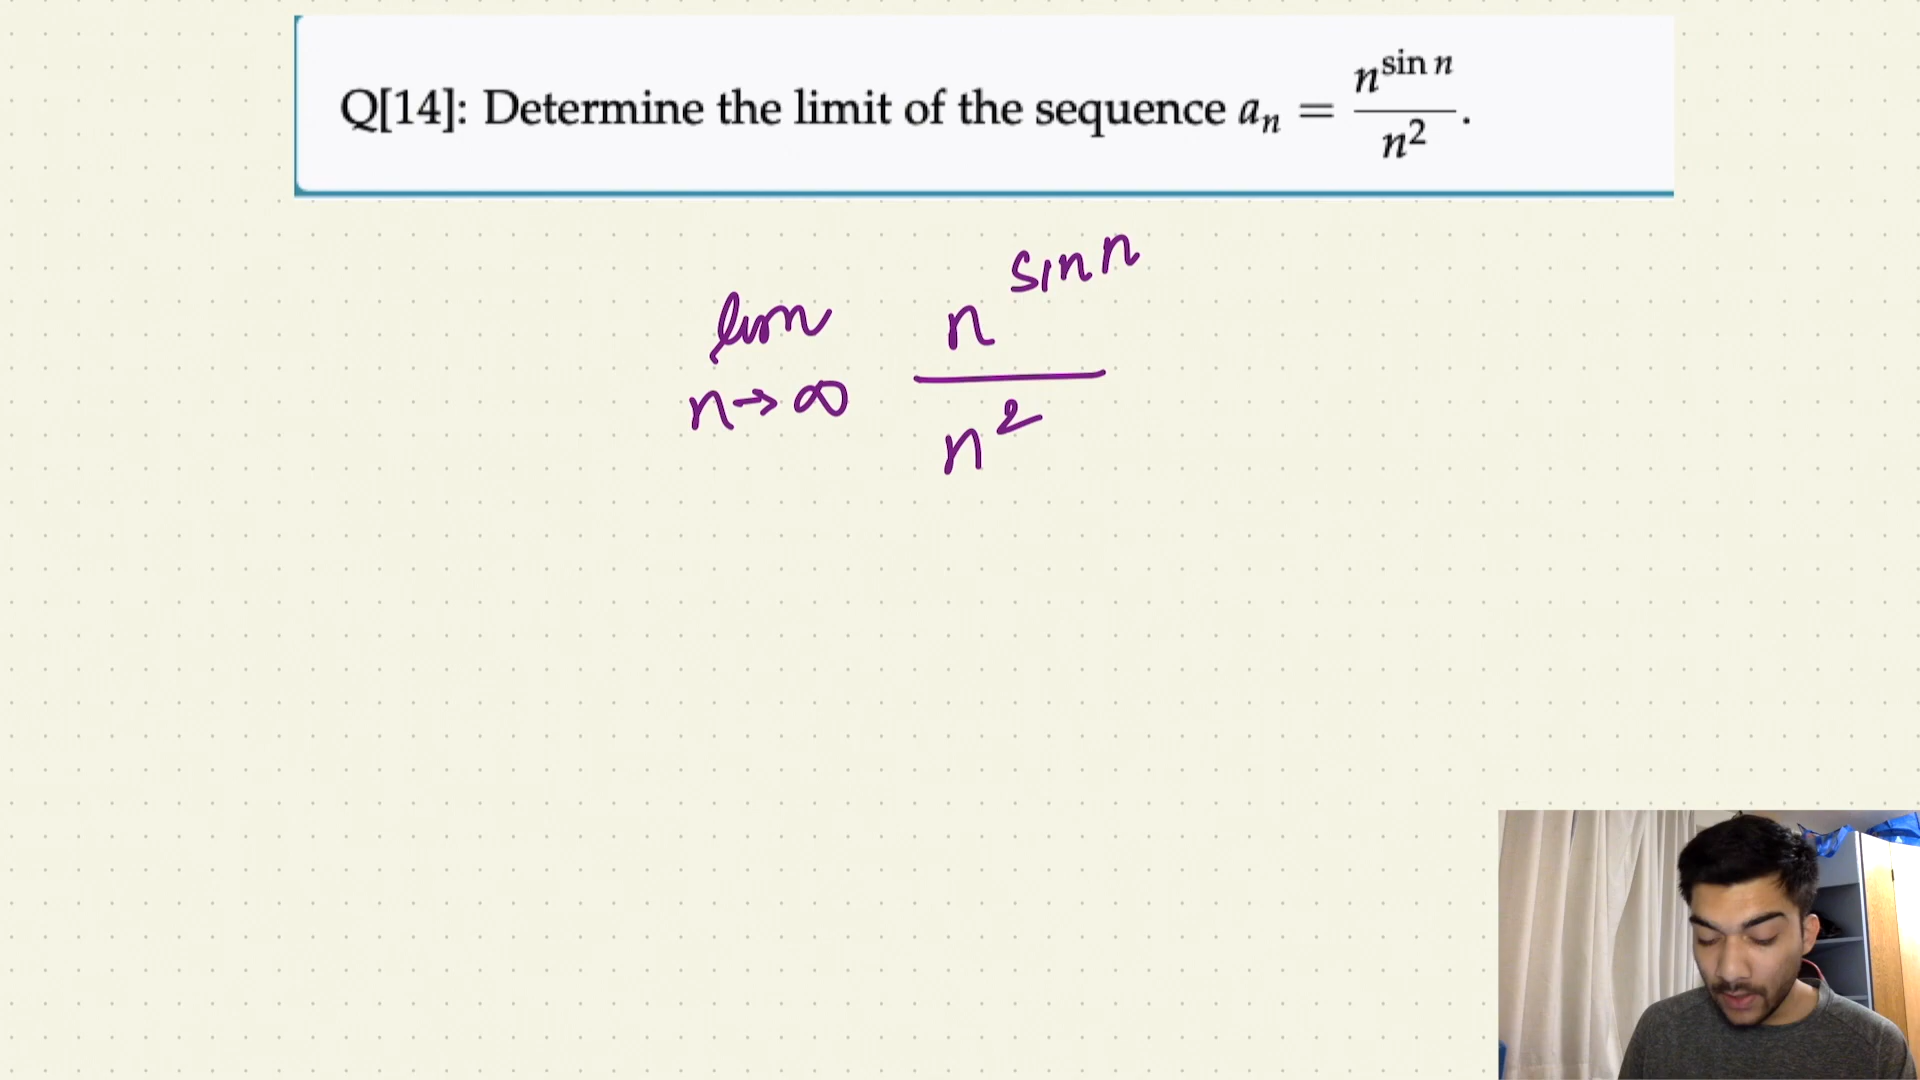 Q[14]: Determine the limit of the sequence aₙ = n^{sin n} / n².
lim n→∞ n^{sin n} / n²